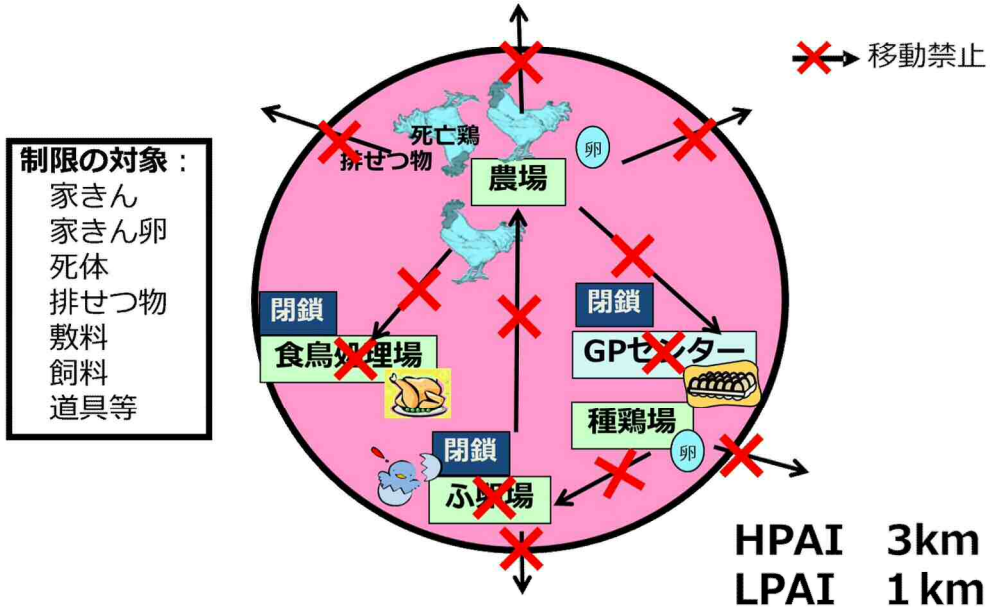 移動禁止
制限の対象：
家きん
家きん卵
死体
排せつ物
敷料
飼料
道具等
死亡鶏
排せつ物
卵
農場
閉鎖
食鳥処理場
閉鎖
GPセンター
種鶏場
卵
閉鎖
ふ卵場
HPAI 3km
LPAI 1km